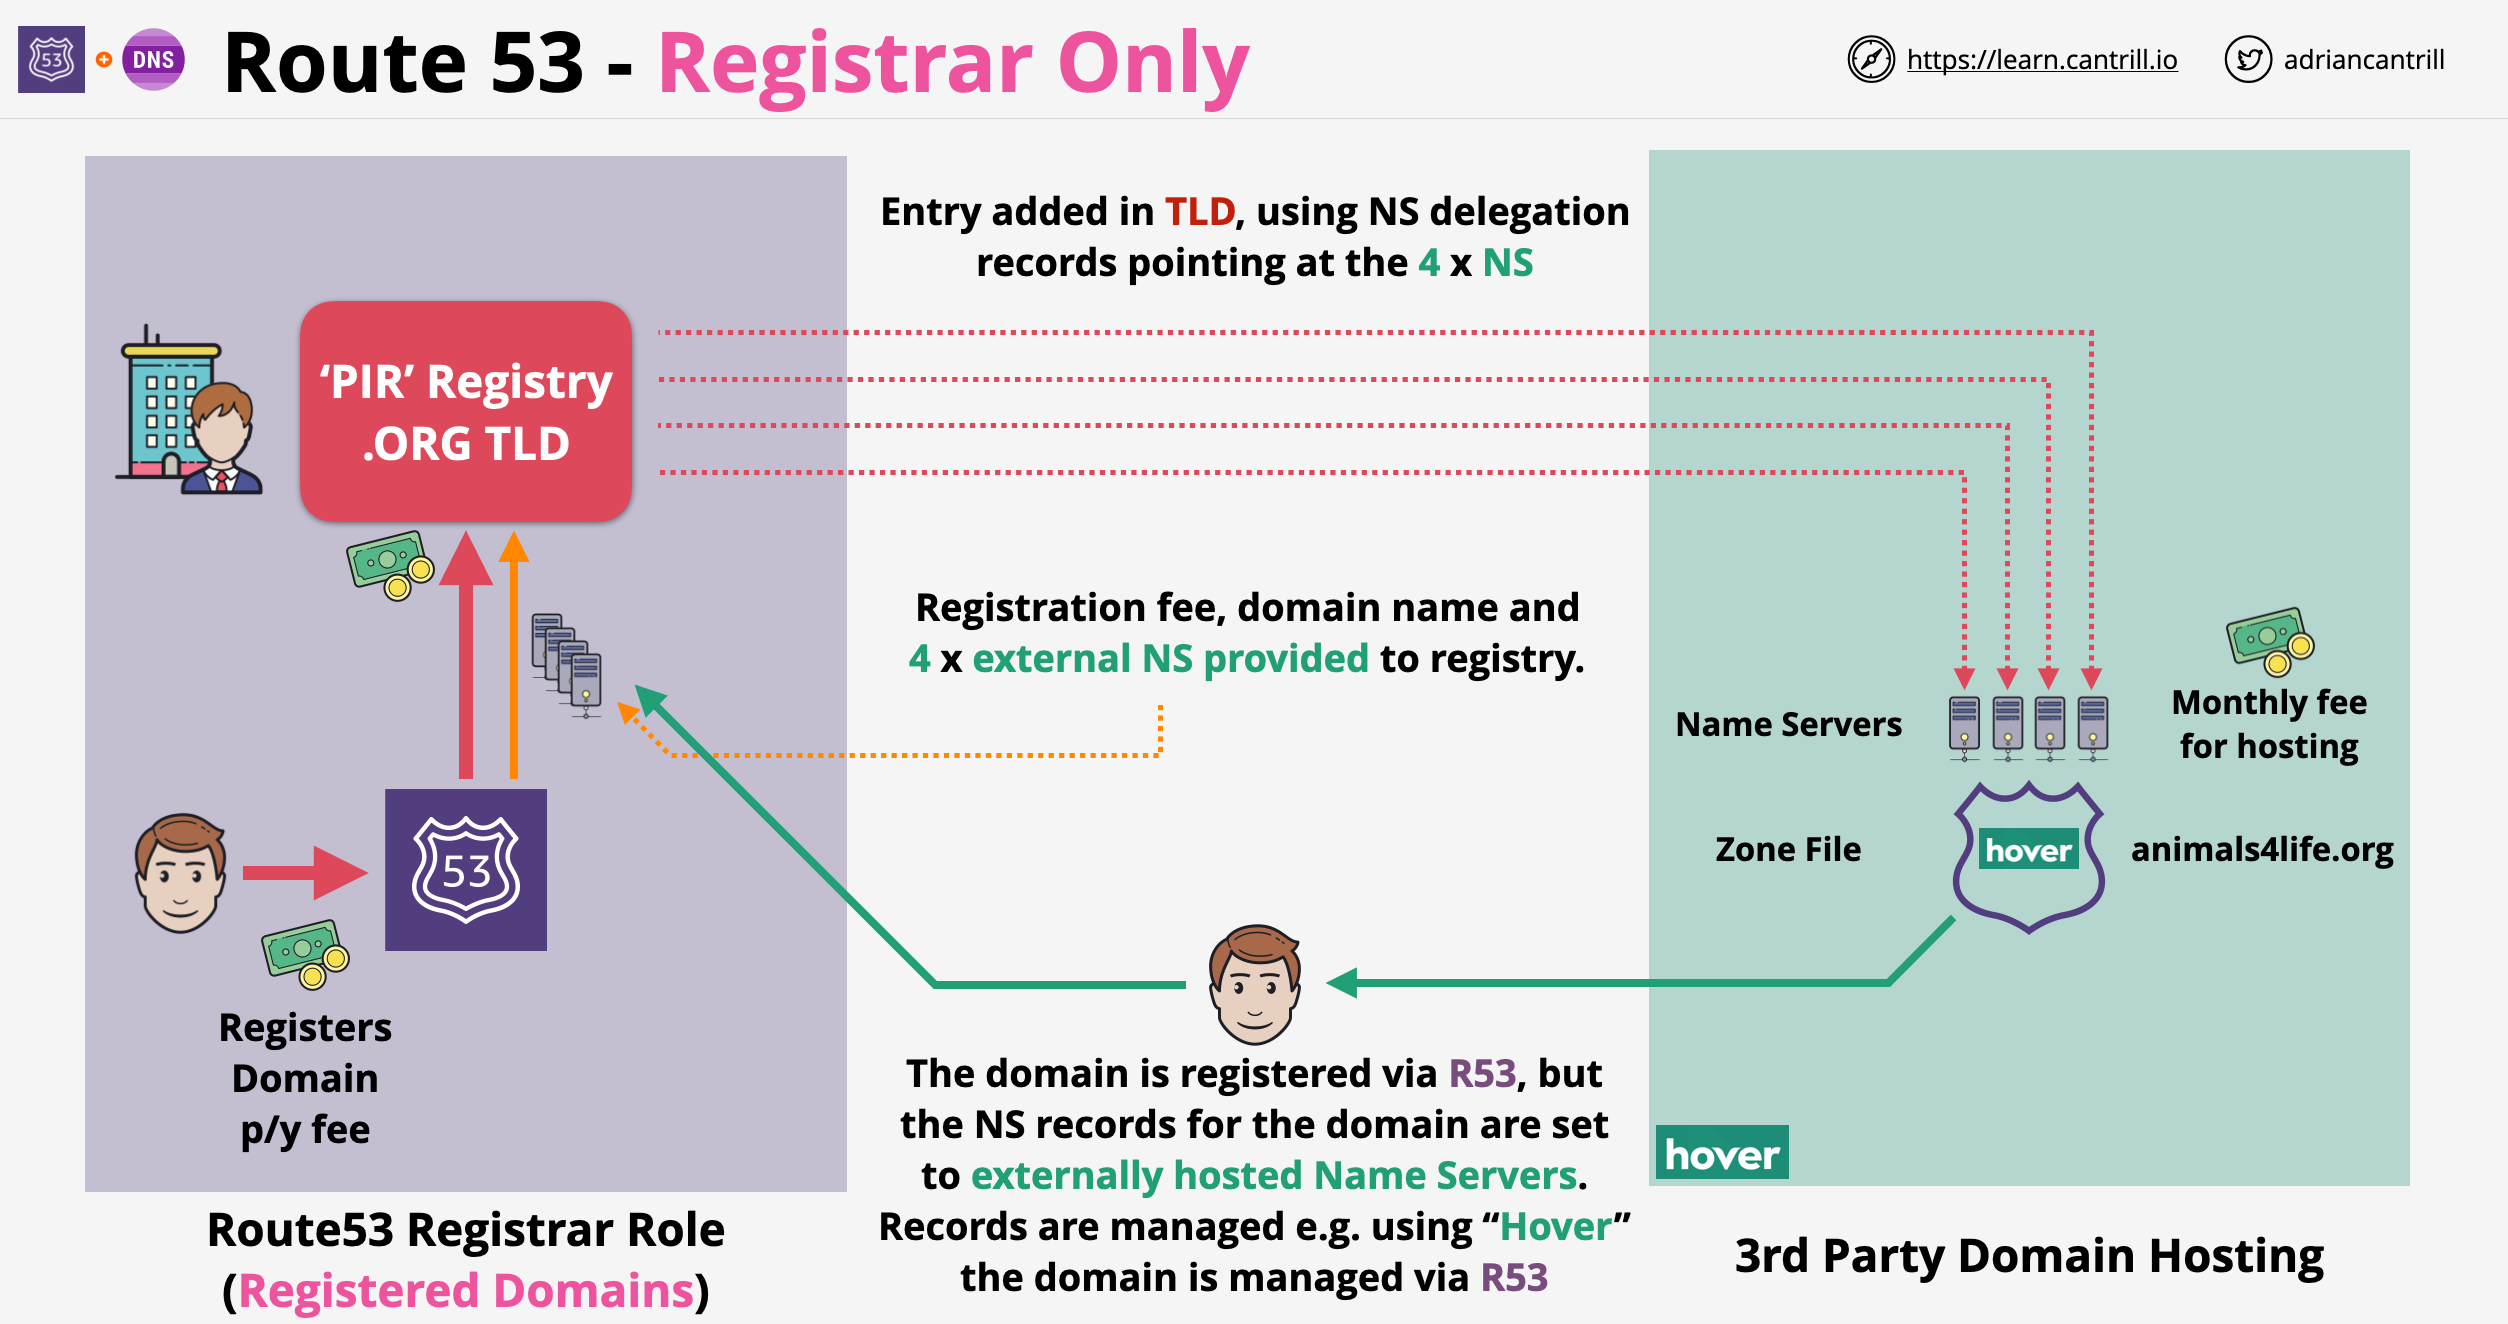 53
DNS
Route 53 - Registrar Only
https://learn.cantrill.io
adriancantrill
Entry added in TLD, using NS delegation
records pointing at the 4 x NS
‘PIR’ Registry
.ORG TLD
Registration fee, domain name and
4 x external NS provided to registry.
Name Servers
Monthly fee
for hosting
53
Zone File
hover
animals4life.org
Registers
Domain
p/y fee
The domain is registered via R53, but
the NS records for the domain are set
to externally hosted Name Servers.
Records are managed e.g. using “Hover”
the domain is managed via R53
hover
Route53 Registrar Role
(Registered Domains)
3rd Party Domain Hosting